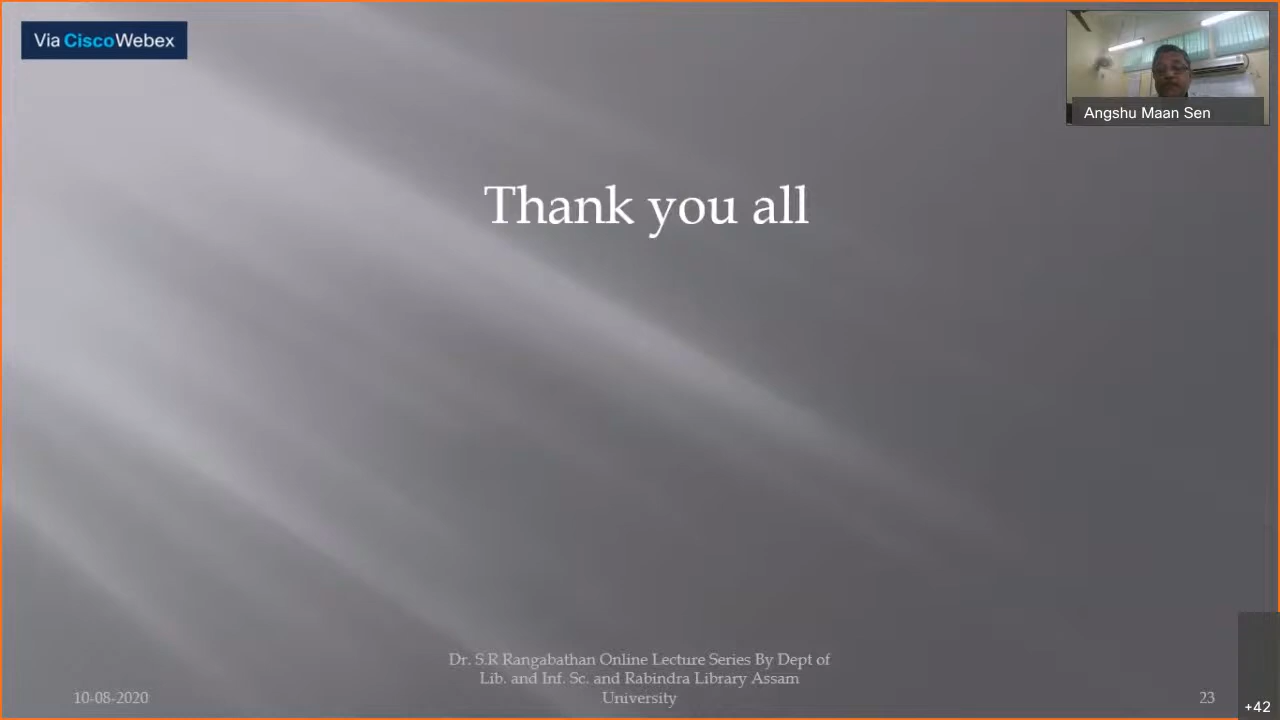 Via CiscoWebex
Angshu Maan Sen
Thank you all
Dr. S.R Rangabathan Online Lecture Series By Dept of
Lib. and Inf. Sc. and Rabindra Library Assam
University
10-08-2020
23
+42